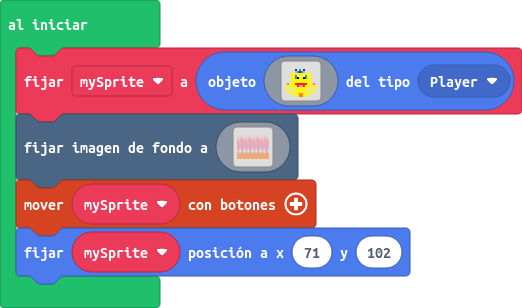 al iniciar
fijar mySprite a objeto del tipo Player
fijar imagen de fondo a
mover mySprite con botones
fijar mySprite posición a x 71 y 102